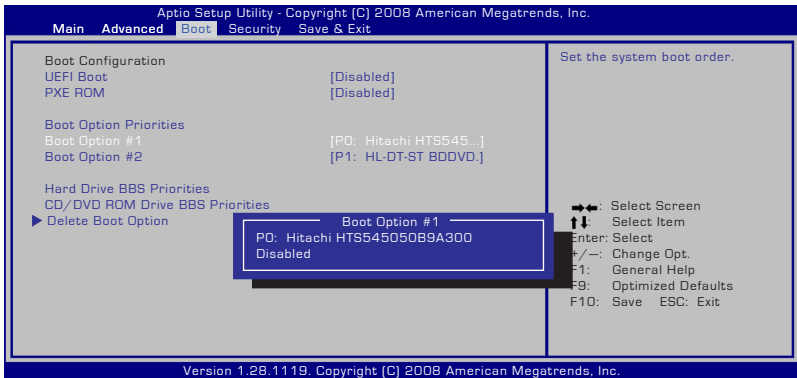 Aptio Setup Utility - Copyright (C) 2008 American Megatrends, Inc.
Main Advanced Boot Security Save & Exit
Boot Configuration
UEFI Boot [Disabled]
PXE ROM [Disabled]
Boot Option Priorities
Boot Option #1 [P0: Hitachi HTS545...]
Boot Option #2 [P1: HL-DT-ST BDDVD.]
Hard Drive BBS Priorities
CD/DVD ROM Drive BBS Priorities
Delete Boot Option
Boot Option #1
P0: Hitachi HTS545050B9A300
Disabled
Set the system boot order.
: Select Screen
: Select Item
Enter: Select
+/—: Change Opt.
F1: General Help
F9: Optimized Defaults
F10: Save ESC: Exit
Version 1.28.1119. Copyright (C) 2008 American Megatrends, Inc.